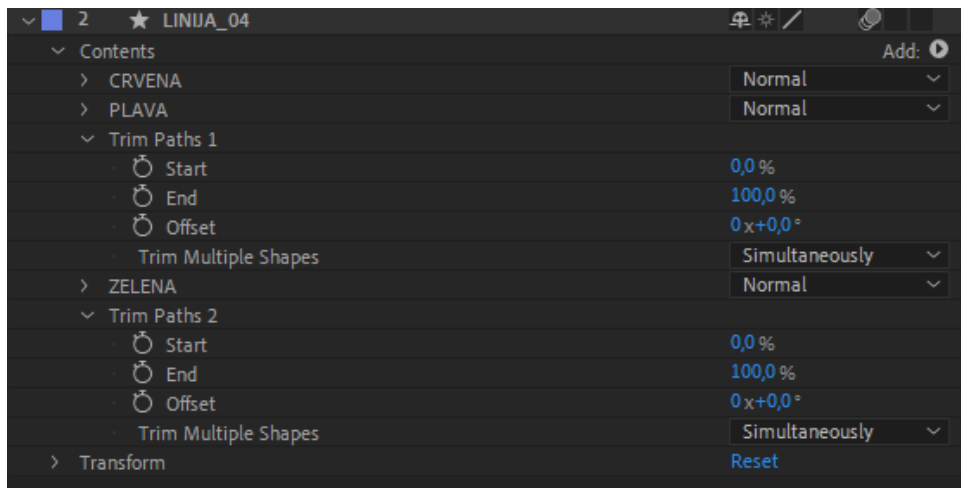 2 LINIJA_04
Contents Add:
CRVENA Normal
PLAVA Normal
Trim Paths 1
Start 0,0 %
End 100,0 %
Offset 0x+0,0°
Trim Multiple Shapes Simultaneously
ZELENA Normal
Trim Paths 2
Start 0,0 %
End 100,0 %
Offset 0x+0,0°
Trim Multiple Shapes Simultaneously
Transform Reset